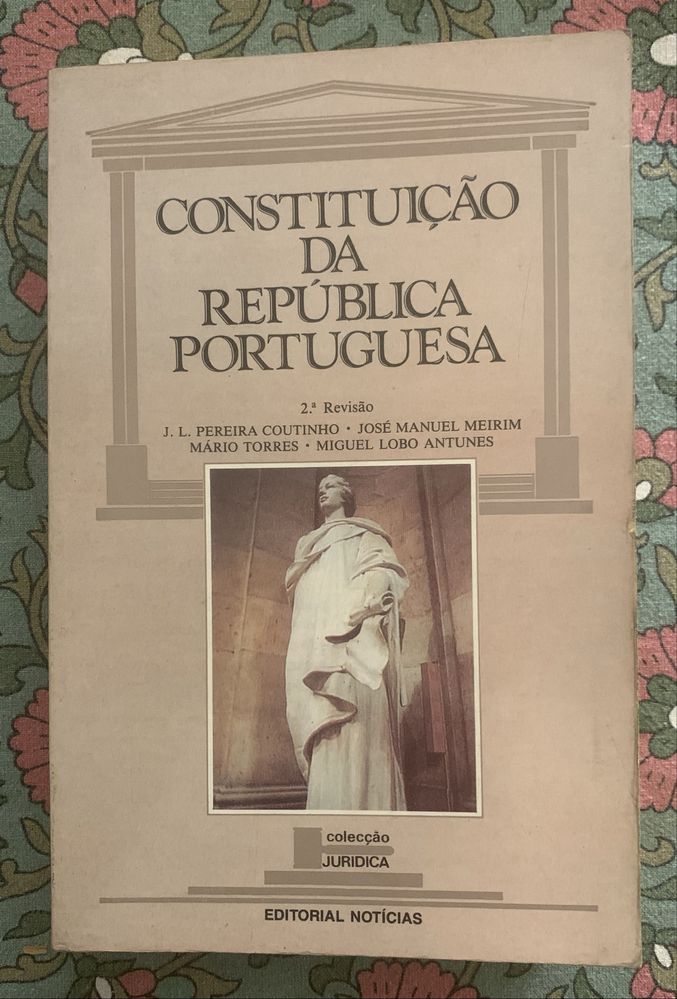 CONSTITUIÇÃO
DA
REPÚBLICA
PORTUGUESA
2.ª Revisão
J. L. PEREIRA COUTINHO · JOSÉ MANUEL MEIRIM
MÁRIO TORRES · MIGUEL LOBO ANTUNES
colecção
JURIDICA
EDITORIAL NOTÍCIAS